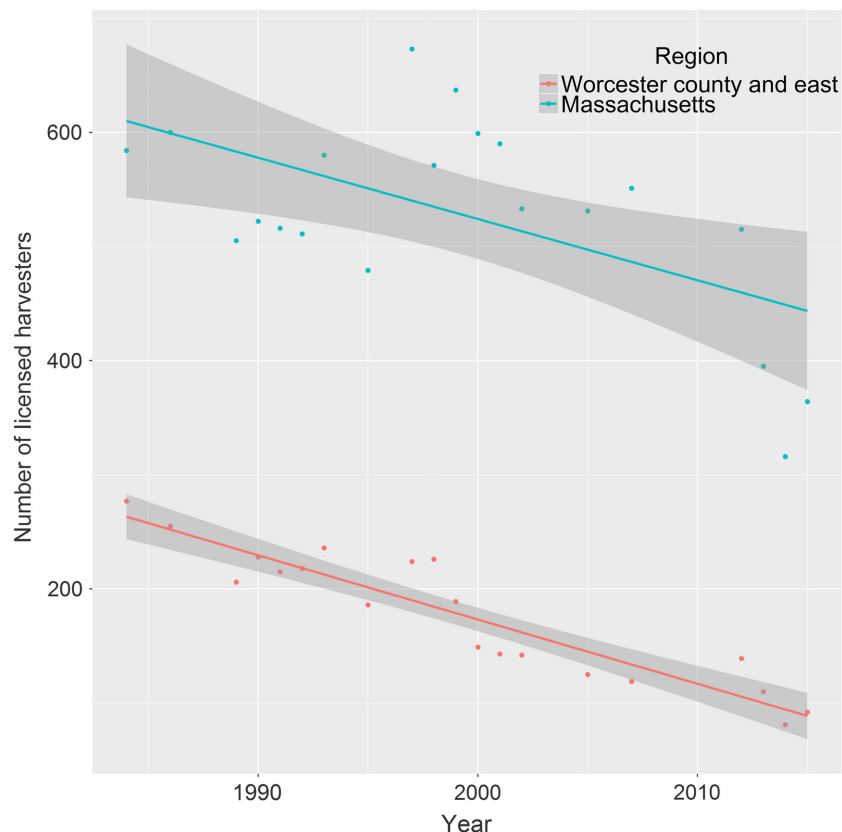 Region
Worcester county and east
Massachusetts
600
400
200
Number of licensed harvesters
1990
2000
2010
Year